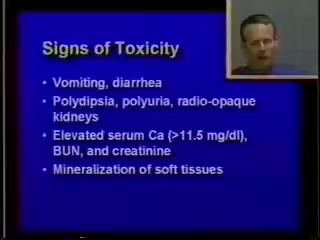 Signs of Toxicity
• Vomiting, diarrhea
• Polydipsia, polyuria, radio-opaque
kidneys
• Elevated serum Ca (>11.5 mg/dl),
BUN, and creatinine
• Mineralization of soft tissues